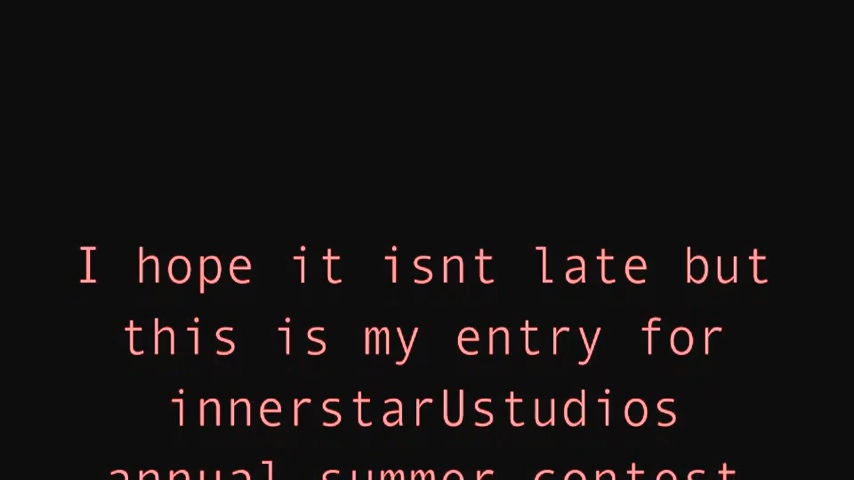 I hope it isnt late but
this is my entry for
innerstarUstudios
annual summer contest